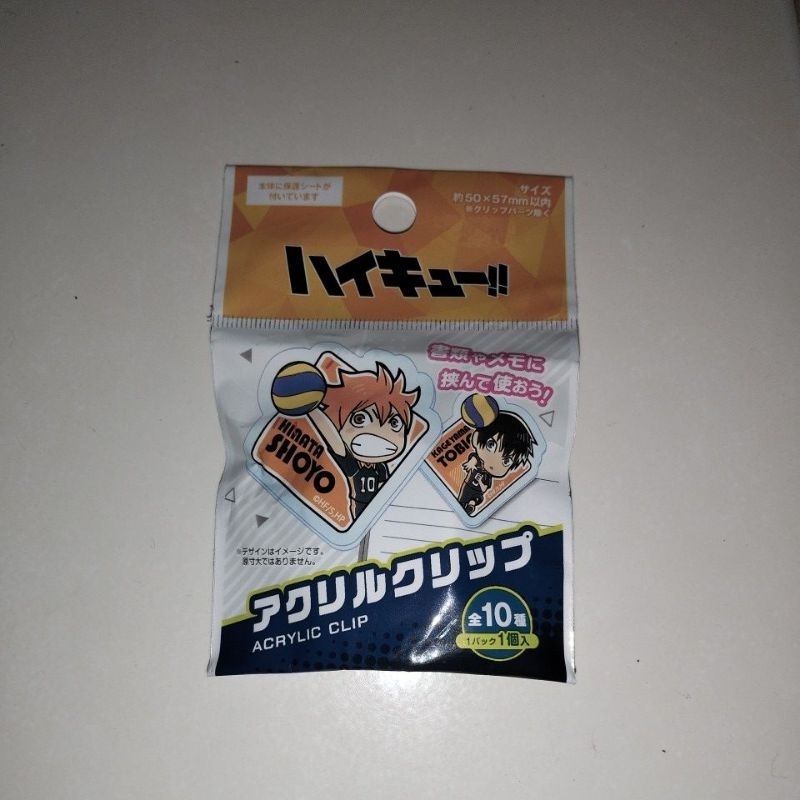 本体に保護シートが
付いています
サイズ
約50×57mm以内
※クリップパーツ除く
ハイキュー!!
書類やメモに
挟んで使おう!
HINATA
SHOYO
10
©HF/S,HP
KAGEYAMA
TOBIO
※デザインはイメージです。
原寸大ではありません。
アクリルクリップ
ACRYLIC CLIP
全10種
1パック1個入